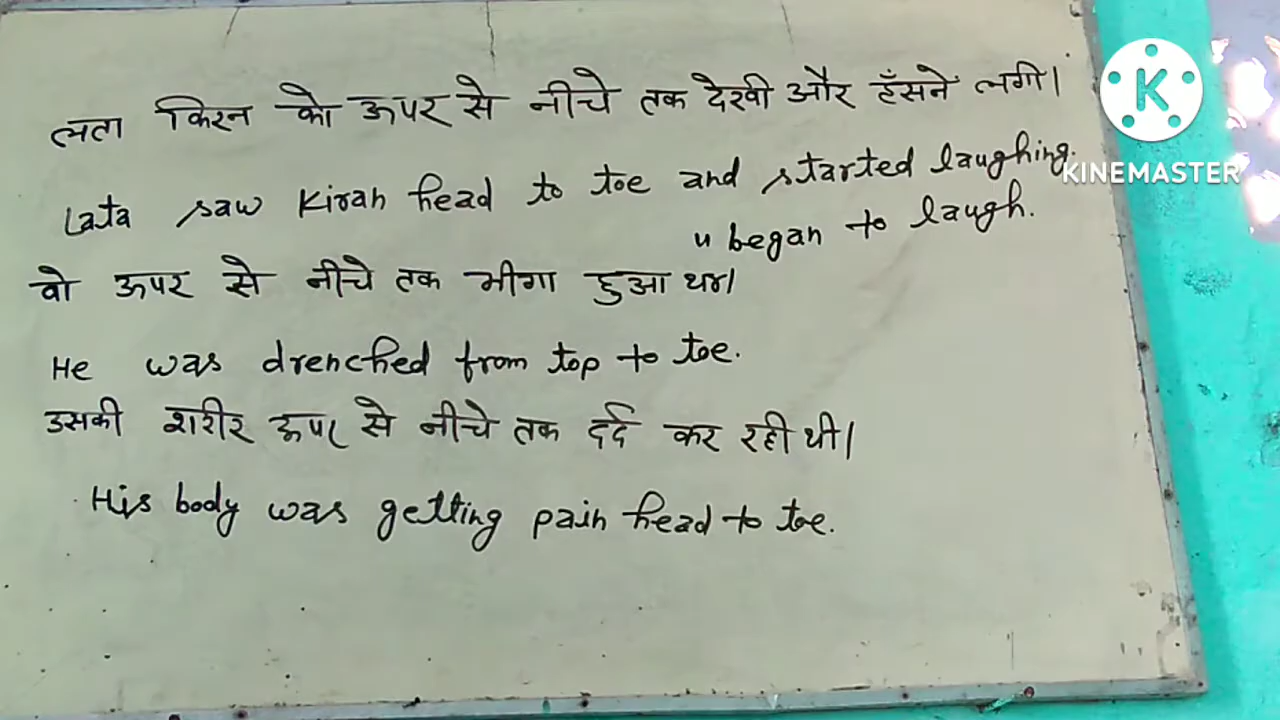 लता किरन को ऊपर से नीचे तक देखी और हँसने लगी।
K
KINEMASTER
Lata saw Kiran head to toe and started laughing.
" began to laugh.
वो ऊपर से नीचे तक भीगा हुआ था।
He was drenched from top to toe.
उसकी शरीर ऊपर से नीचे तक दर्द कर रही थी।
His body was getting pain head to toe.